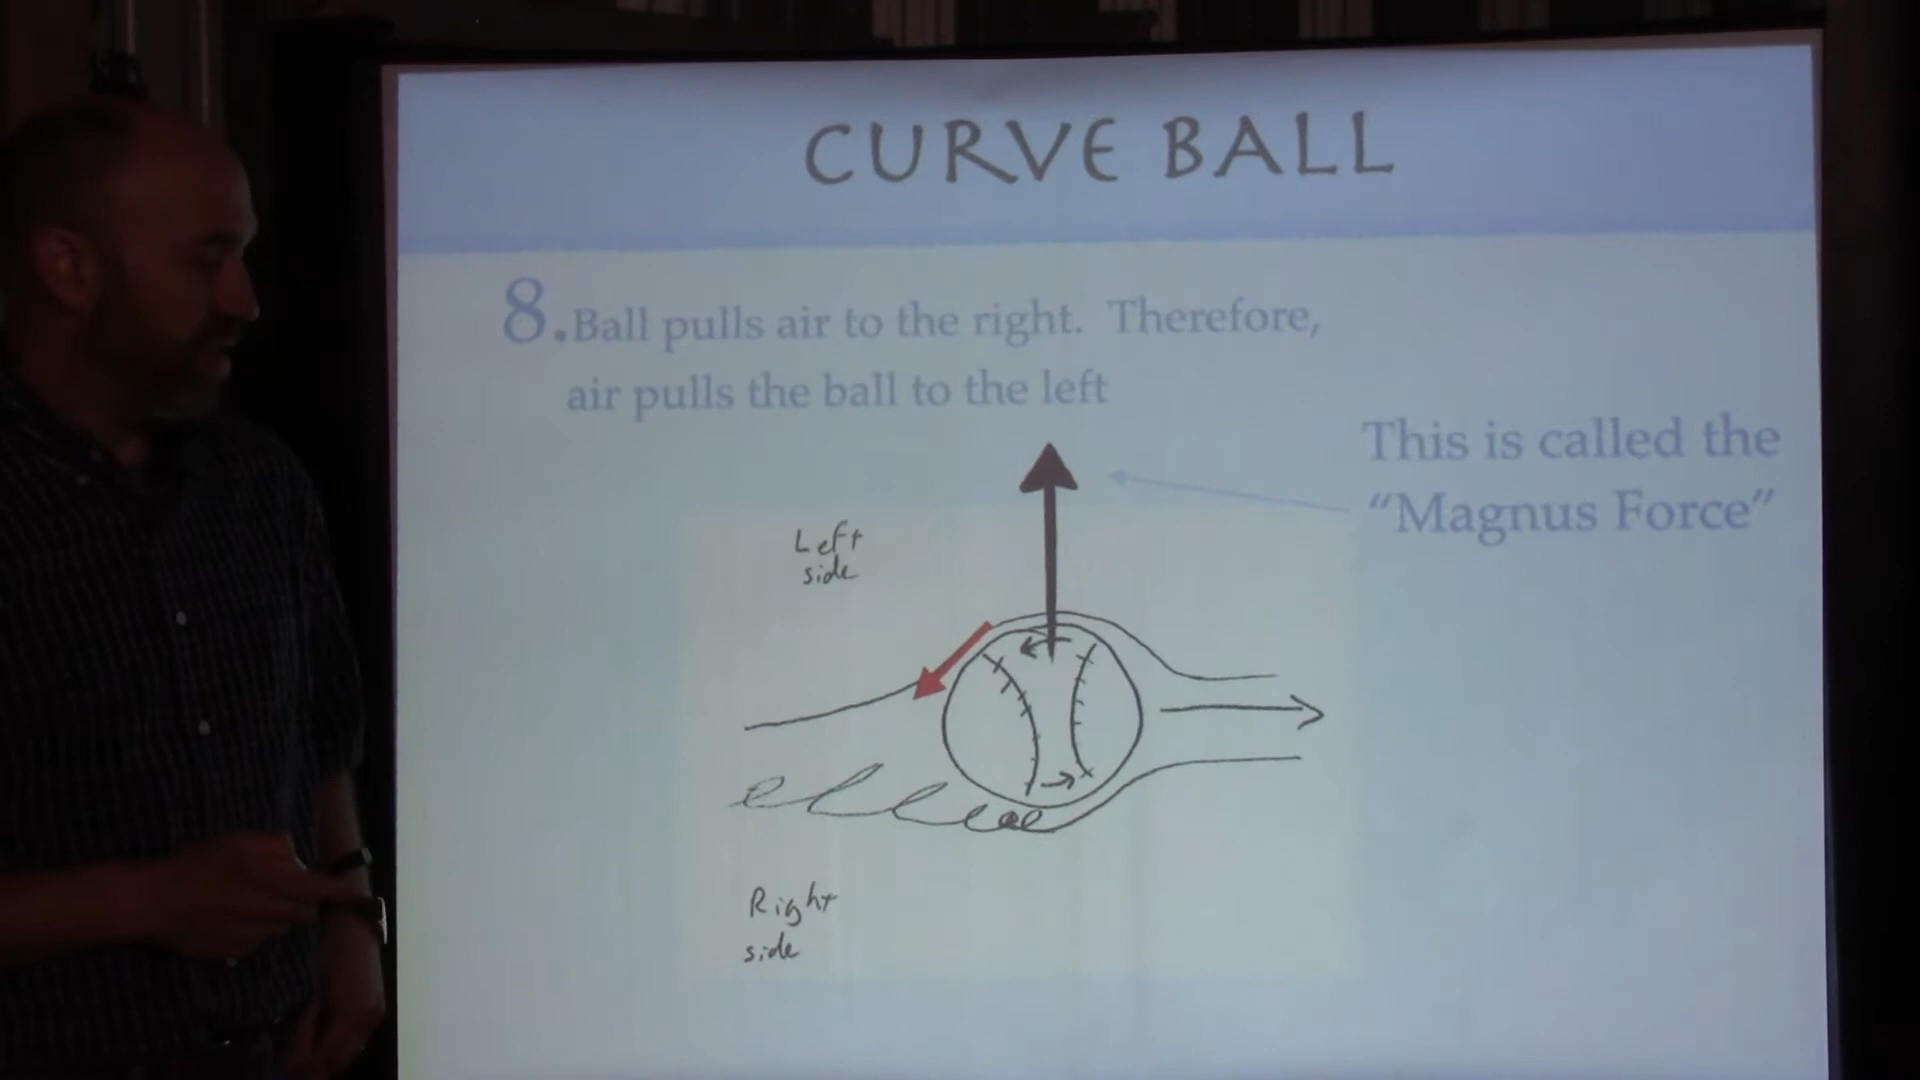 CURVE BALL
8. Ball pulls air to the right. Therefore,
air pulls the ball to the left
This is called the
“Magnus Force”
Left
side
Right
side